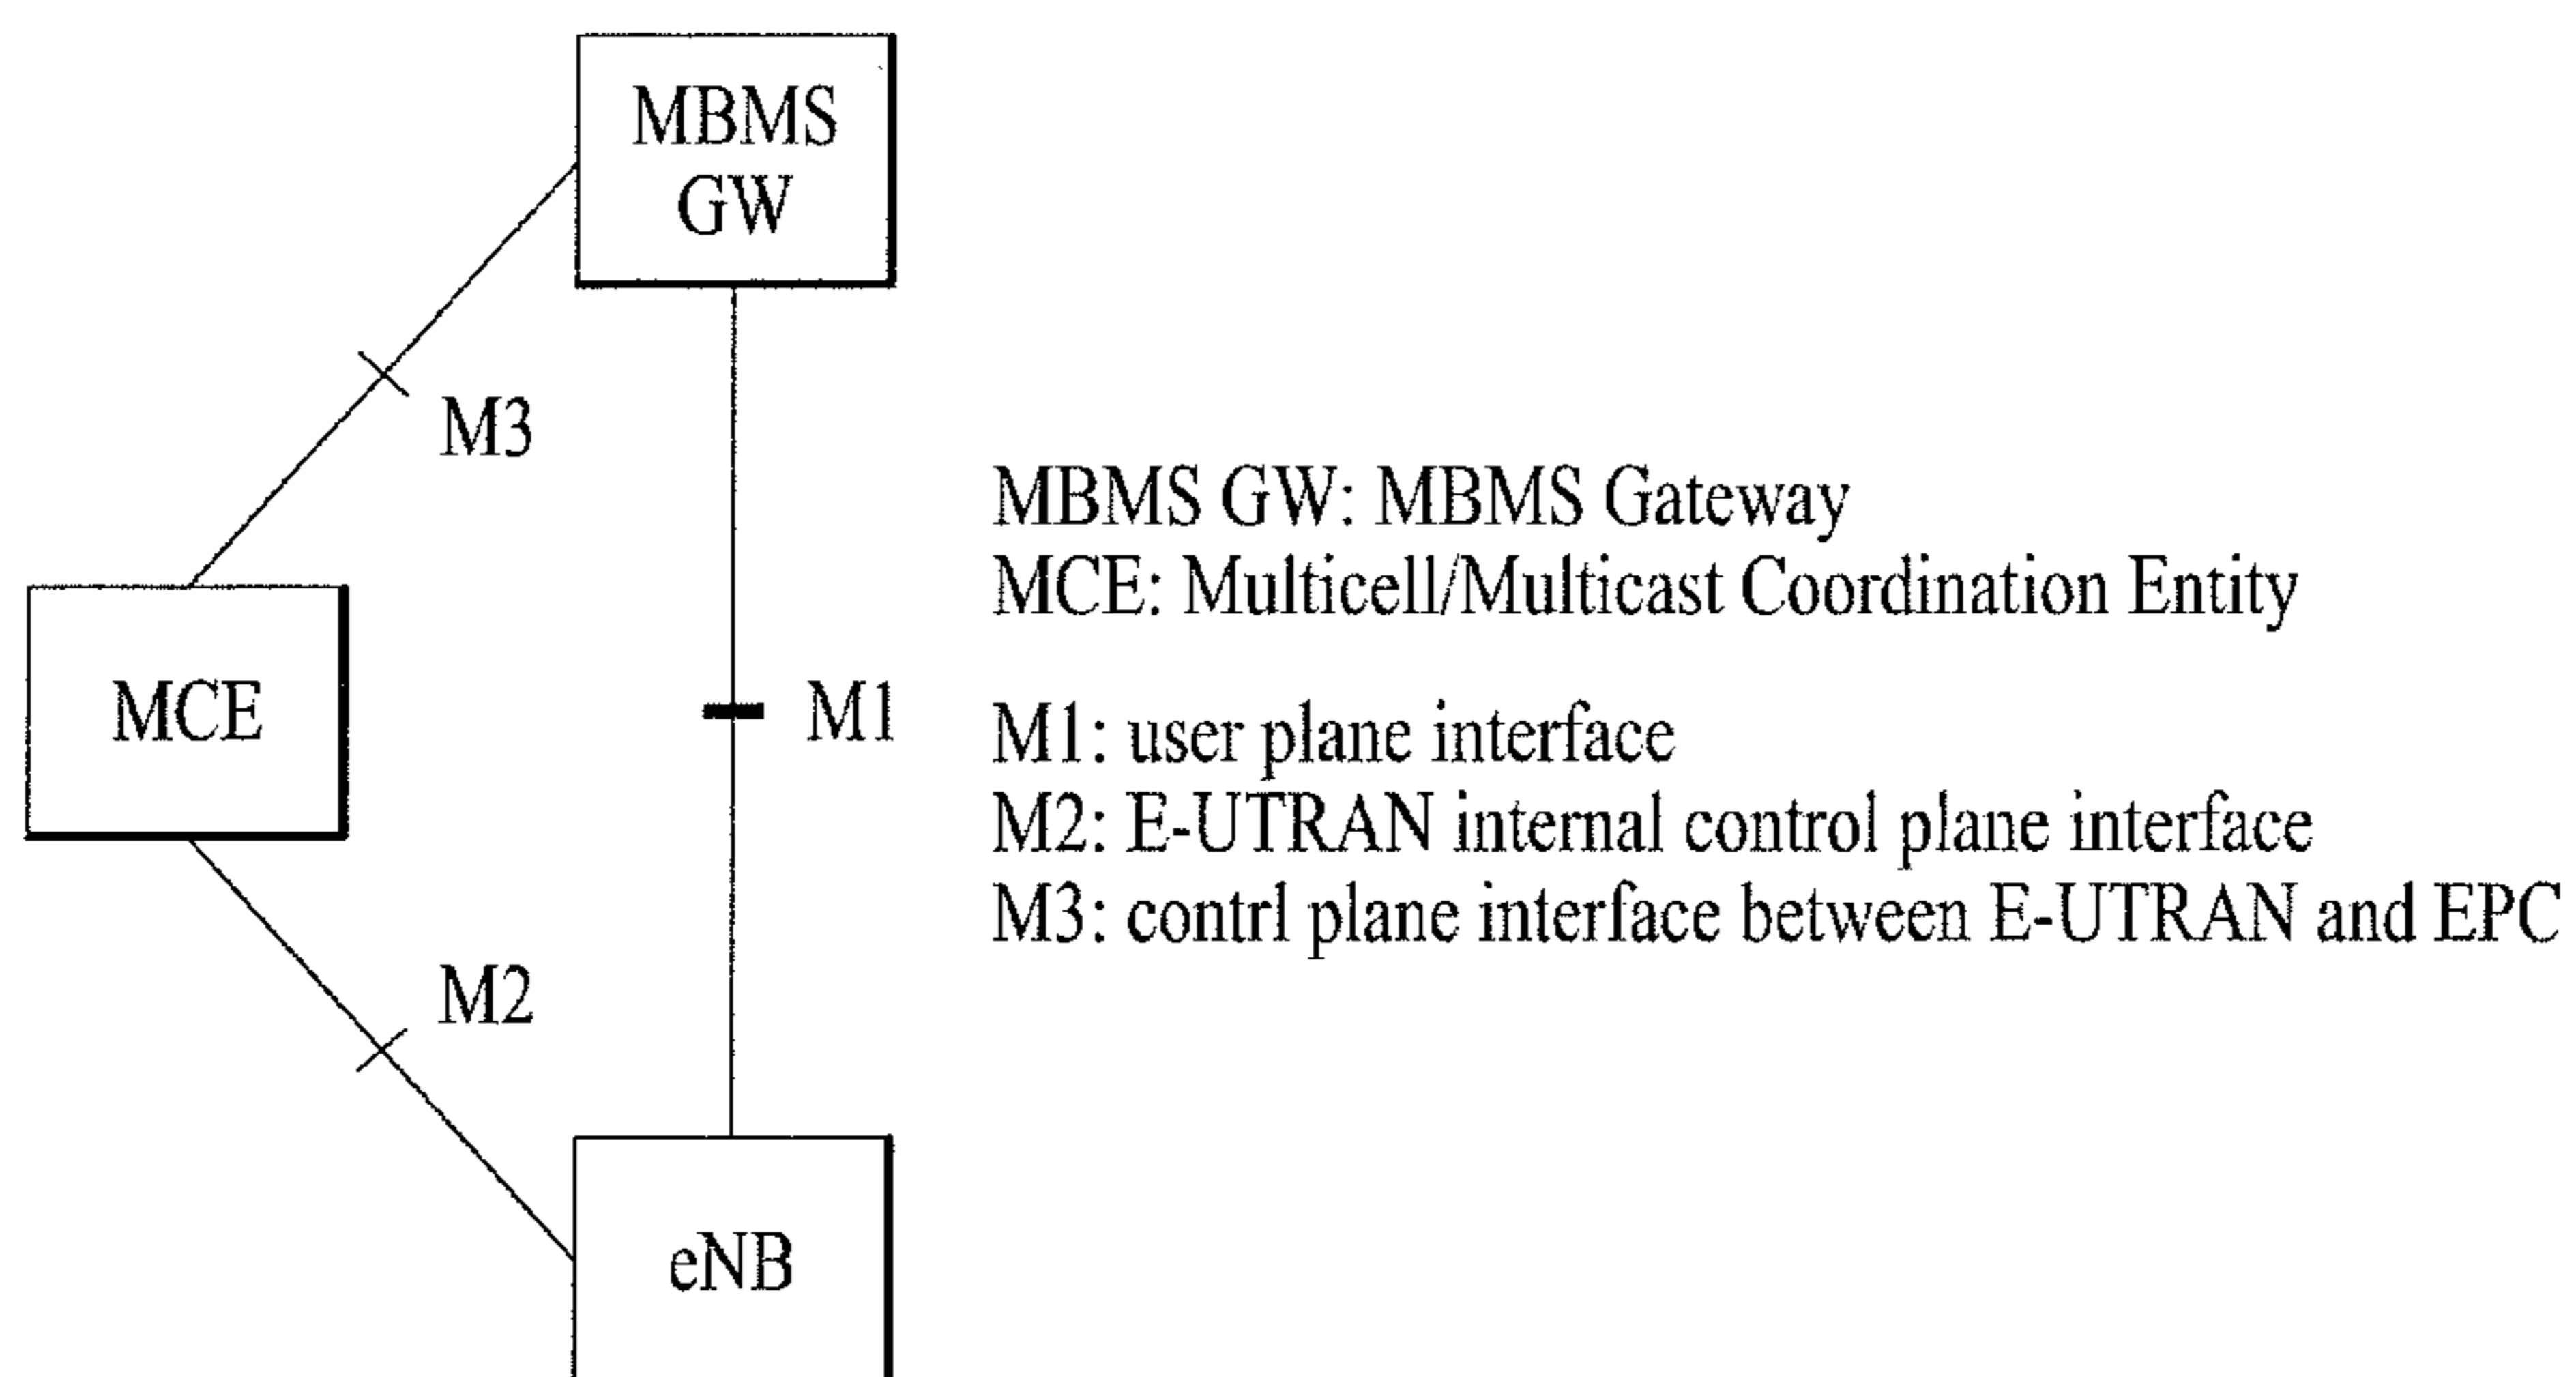 MBMS
GW
M3
MBMS GW: MBMS Gateway
MCE: Multicell/Multicast Coordination Entity
MCE
M1
M1: user plane interface
M2: E-UTRAN internal control plane interface
M3: contrl plane interface between E-UTRAN and EPC
M2
eNB